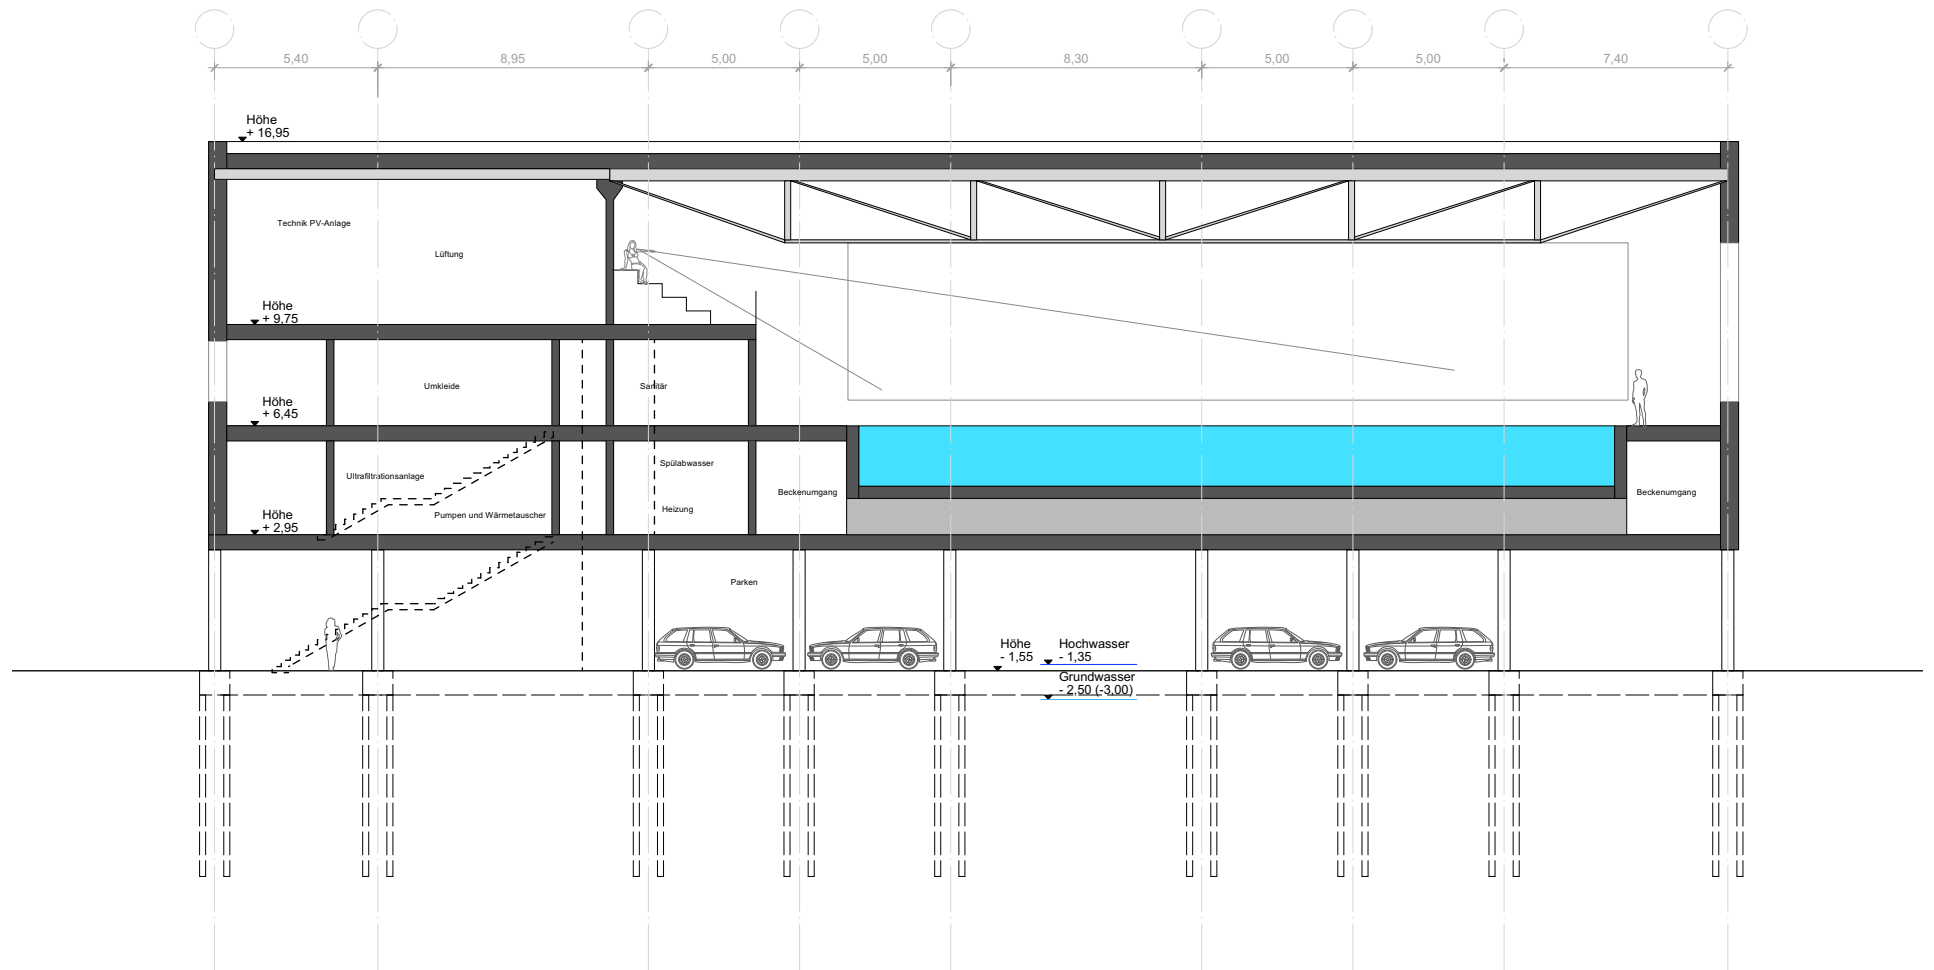 5,40
8,95
5,00
5,00
8,30
5,00
5,00
7,40
Höhe
+ 16,95
Technik PV-Anlage
Lüftung
Höhe
+ 9,75
Umkleide
Sanitär
Höhe
+ 6,45
Ultrafiltrationsanlage
Spülabwasser
Beckenumgang
Beckenumgang
Höhe
+ 2,95
Pumpen und Wärmetauscher
Heizung
Parken
Höhe
- 1,55
Hochwasser
- 1,35
Grundwasser
- 2,50 (-3,00)